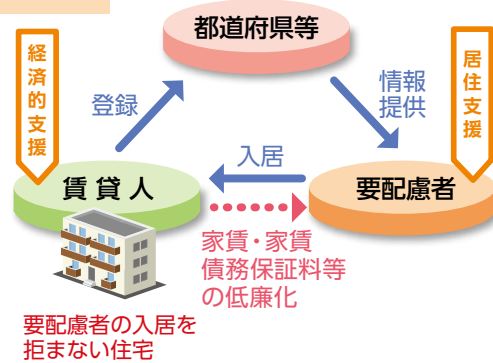 都道府県等
経済的支援
居住支援
登録
情報
提供
入居
賃貸人
要配慮者
家賃・家賃
債務保証料等
の低廉化
要配慮者の入居を
拒まない住宅